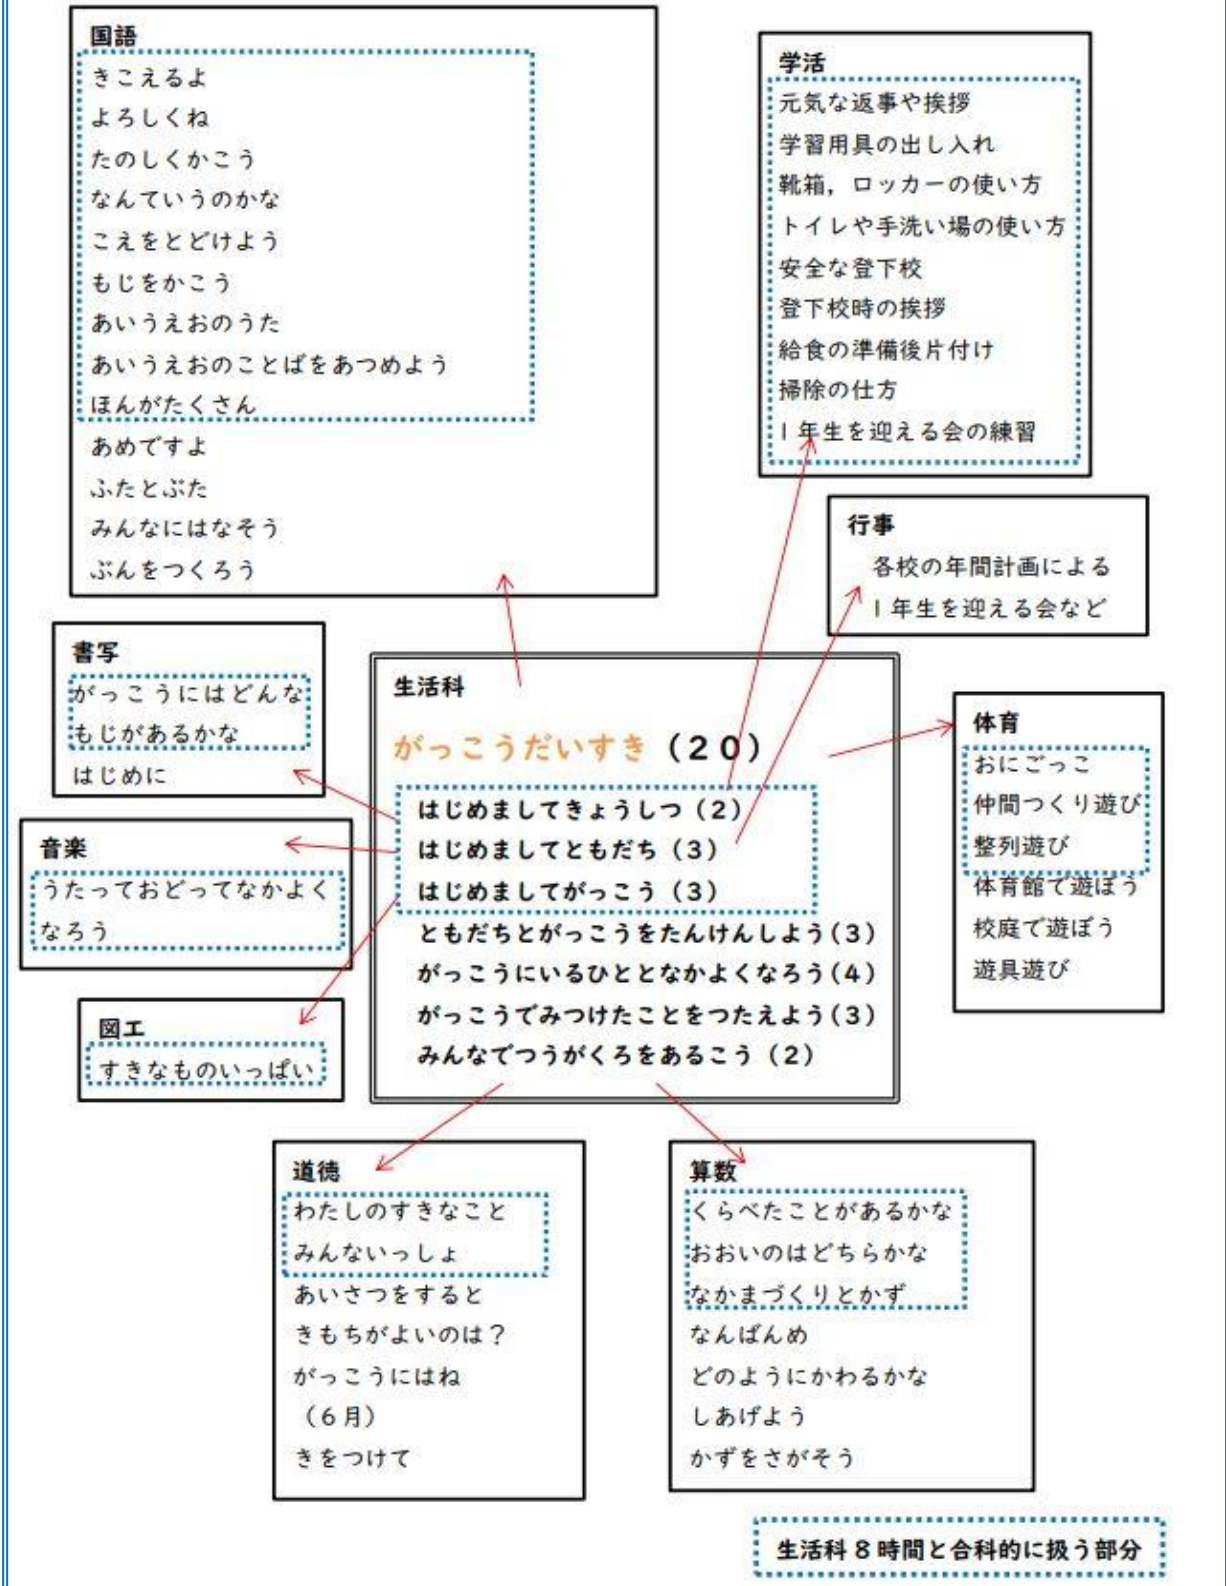 国語
きこえるよ
よろしくね
たのしくかこう
なんていうのかな
こえをとどけよう
もじをかこう
あいうえおのうた
あいうえおのことばをあつめよう
ほんがたくさん
あめですよ
ふたとぶた
みんなにはなそう
ぶんをつくろう
学活
元気な返事や挨拶
学習用具の出し入れ
靴箱，ロッカーの使い方
トイレや手洗い場の使い方
安全な登下校
登下校時の挨拶
給食の準備後片付け
掃除の仕方
1年生を迎える会の練習
行事
各校の年間計画による
1年生を迎える会など
書写
がっこうにはどんな
もじがあるかな
はじめに
生活科
がっこうだいすき（20）
はじめましてきょうしつ（2）
はじめましてともだち（3）
はじめましてがっこう（3）
ともだちとがっこうをたんけんしよう(3)
がっこうにいるひととなかよくなろう(4)
がっこうでみつけたことをつたえよう(3)
みんなでつうがくろをあるこう（2）
体育
おにごっこ
仲間つくり遊び
整列遊び
体育館で遊ぼう
校庭で遊ぼう
遊具遊び
音楽
うたっておどってなかよく
なろう
図工
すきなものいっぱい
道徳
わたしのすきなこと
みんないっしょ
あいさつをすると
きもちがよいのは？
がっこうにはね
（6月）
きをつけて
算数
くらべたことがあるかな
おおいのはどちらかな
なかまづくりとかず
なんばんめ
どのようにかわるかな
しあげよう
かずをさがそう
生活科8時間と合科的に扱う部分